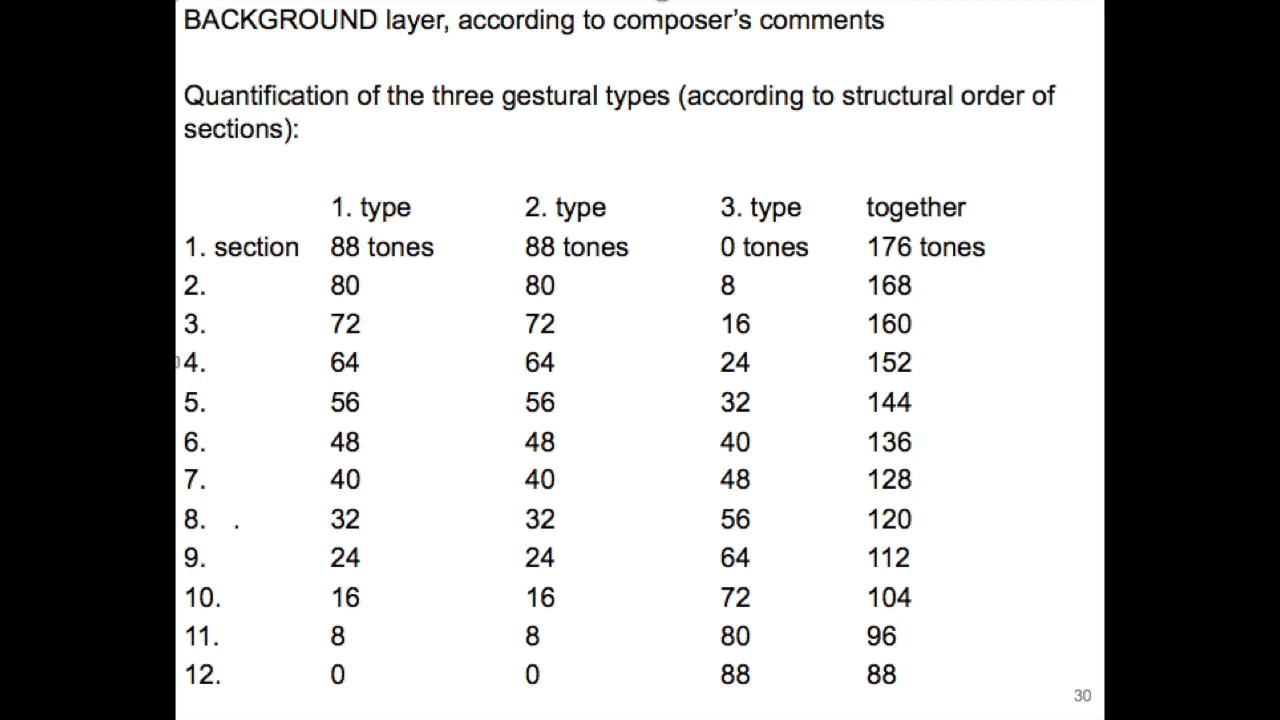 BACKGROUND layer, according to composer’s comments
Quantification of the three gestural types (according to structural order of
sections):
1. type 2. type 3. type together
1. section 88 tones 88 tones 0 tones 176 tones
2. 80 80 8 168
3. 72 72 16 160
4. 64 64 24 152
5. 56 56 32 144
6. 48 48 40 136
7. 40 40 48 128
8. . 32 32 56 120
9. 24 24 64 112
10. 16 16 72 104
11. 8 8 80 96
12. 0 0 88 88
30